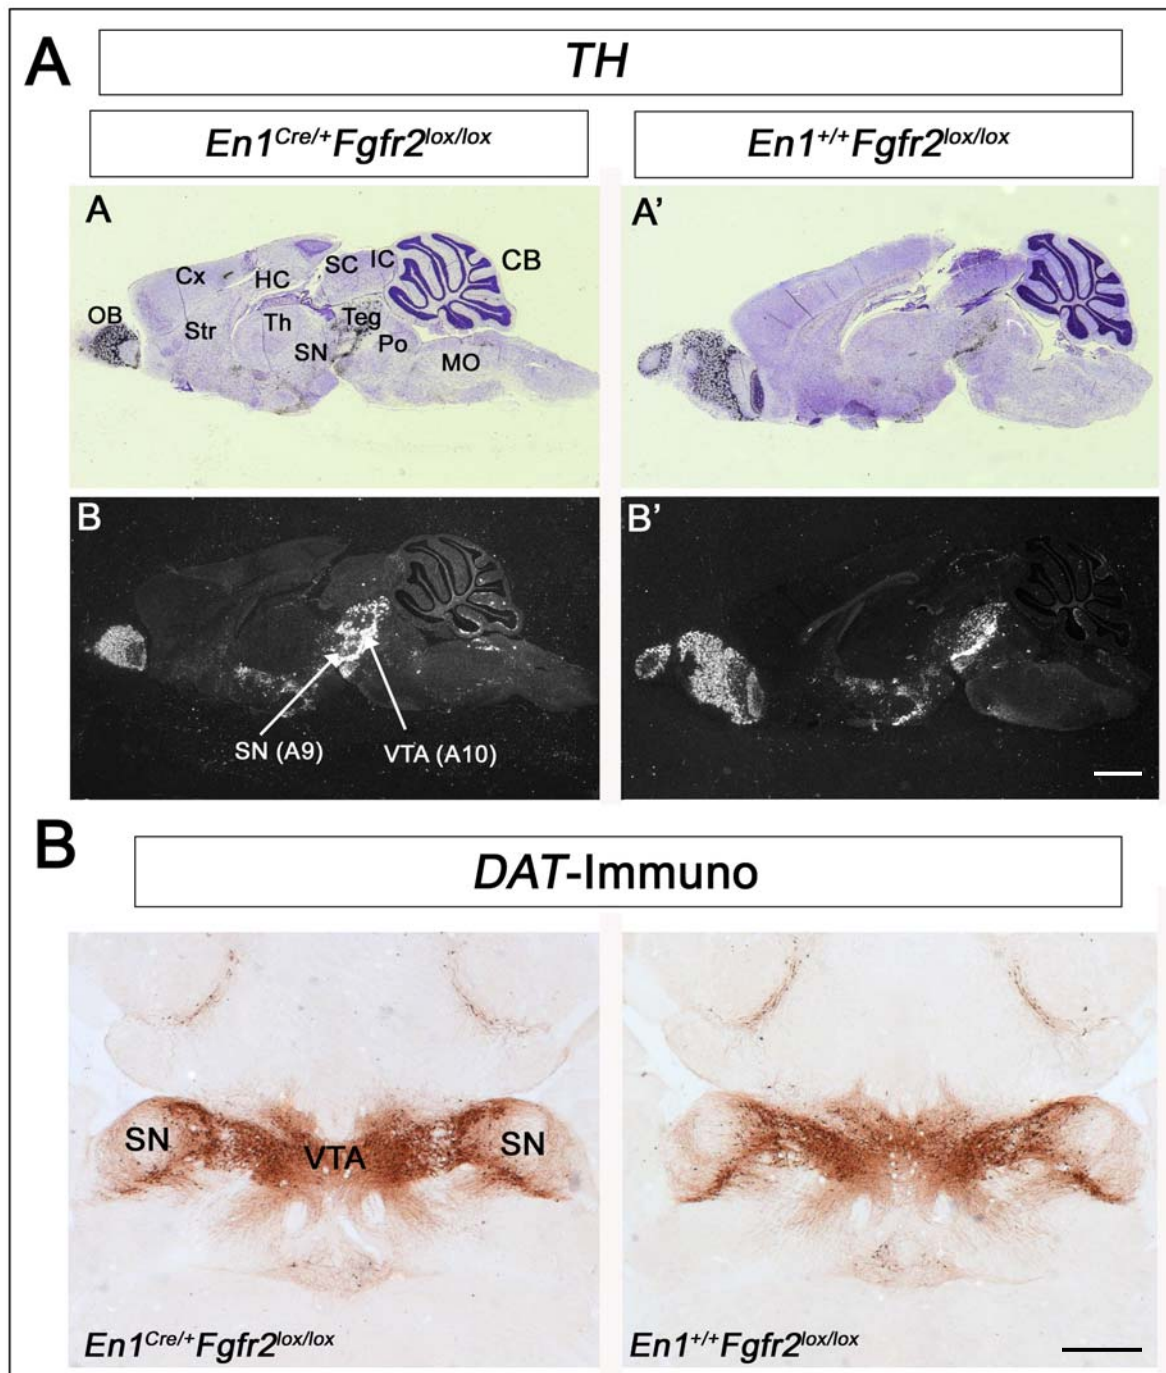 A
TH
En1Cre/+Fgfr2lox/lox
En1+/+Fgfr2lox/lox
A
Cx
HC
SC
IC
CB
OB
Str
Th
Teg
SN
Po
MO
A'
B
SN (A9)
VTA (A10)
B'
B
DAT-Immuno
SN
VTA
SN
En1Cre/+Fgfr2lox/lox
En1+/+Fgfr2lox/lox